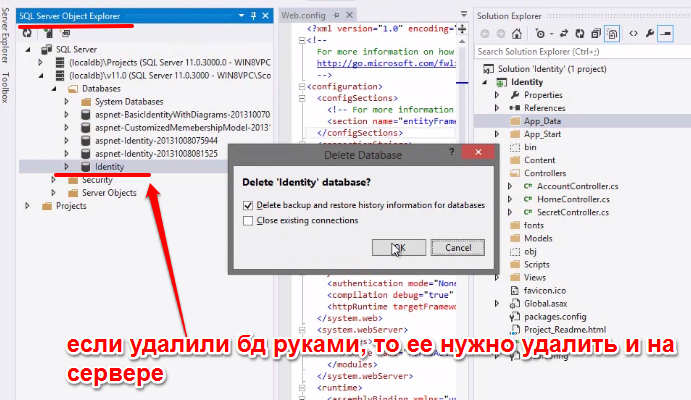 SQL Server Object Explorer
Server Explorer
Toolbox
SQL Server
(localdb)\Projects (SQL Server 11.0.3000.0 - WIN8VPC\
(localdb)\v11.0 (SQL Server 11.0.3000 - WIN8VPC\Sco
Databases
System Databases
aspnet-BasicIdentityWithDiagrams-201310070
aspnet-CustomizedMemebershipModel-20131
aspnet-Identity-20131008075944
aspnet-Identity-20131008081525
Identity
Security
Server Objects
Projects
Web.config
<?xml version="1.0" encoding=
<!--
For more information on how
http://go.microsoft.com/fwli
-->
<configuration>
<configSections>
<!-- For more information
<section name="entityFram
</configSections>
Delete Database
Delete 'Identity' database?
Delete backup and restore history information for databases
Close existing connections
OK
Cancel
<authentication mode="None
<compilation debug="true"
<httpRuntime targetFramew
</system.web>
<system.webServer>
</modules>
</system.webServer>
<runtime>
Solution Explorer
Search Solution Explorer (Ctrl+;)
Solution 'Identity' (1 project)
Identity
Properties
References
App_Data
App_Start
bin
Content
Controllers
AccountController.cs
HomeController.cs
SecretController.cs
fonts
Models
obj
Scripts
Views
favicon.ico
Global.asax
packages.config
Project_Readme.html
если удалили бд руками, то ее нужно удалить и на
сервере